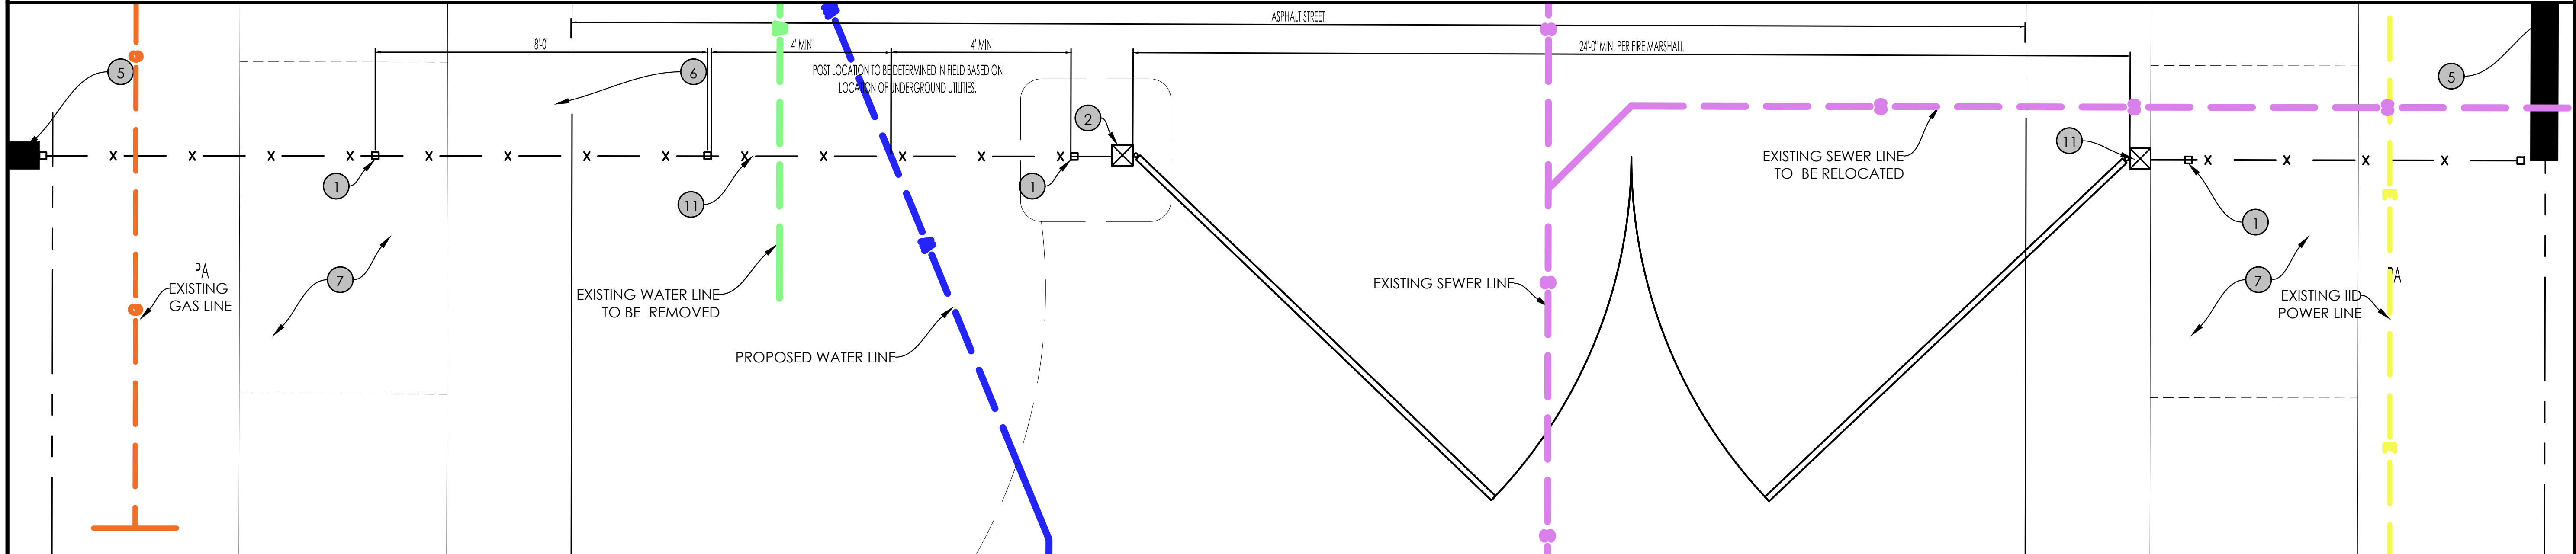 ASPHALT STREET
8'-0"
4' MIN
4' MIN
24'-0" MIN. PER FIRE MARSHALL
POST LOCATION TO BE DETERMINED IN FIELD BASED ON
LOCATION OF UNDERGROUND UTILITIES.
5
6
5
2
11
EXISTING SEWER LINE
TO BE RELOCATED
X X X X X X X X X X X X X
X X X X
1
11
1
1
PA
EXISTING
GAS LINE
7
EXISTING WATER LINE
TO BE REMOVED
PROPOSED WATER LINE
EXISTING SEWER LINE
7
PA
EXISTING IID
POWER LINE